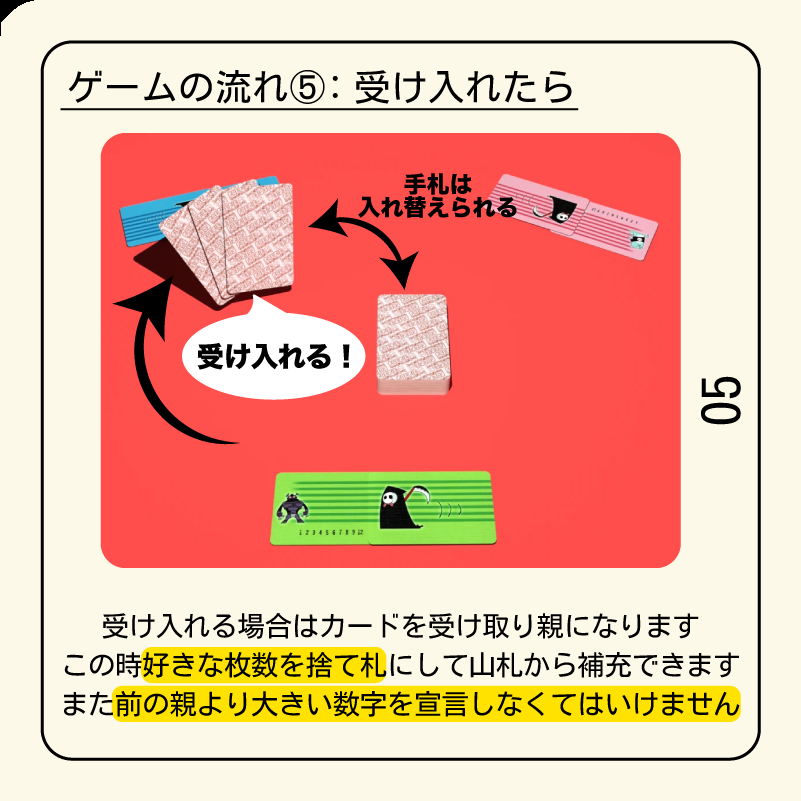 ゲームの流れ⑤：受け入れたら
手札は
入れ替えられる
受け入れる！
05
1 2 3 4 5 6 7 8 9 12
受け入れる場合はカードを受け取り親になります
この時好きな枚数を捨て札にして山札から補充できます
また前の親より大きい数字を宣言しなくてはいけません